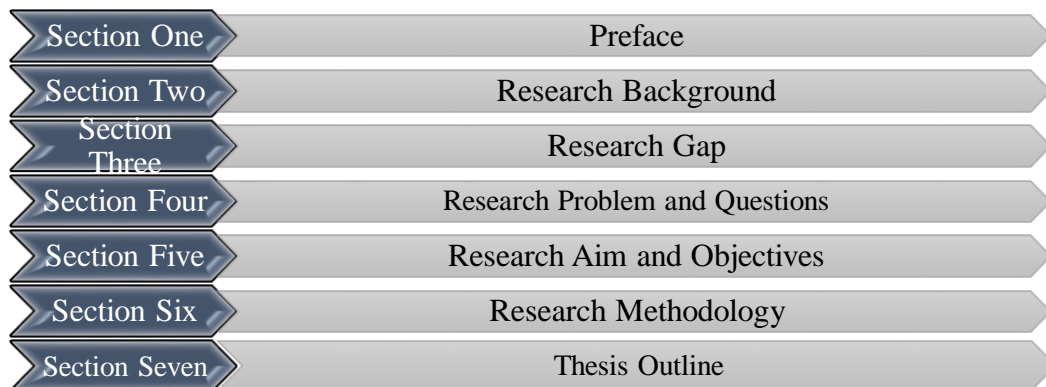 Section One
Preface
Section Two
Research Background
Section
Three
Research Gap
Section Four
Research Problem and Questions
Section Five
Research Aim and Objectives
Section Six
Research Methodology
Section Seven
Thesis Outline